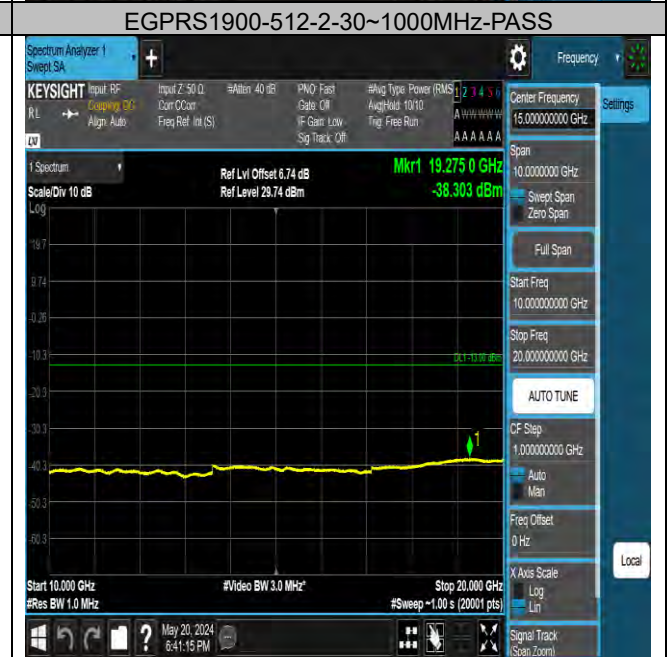 EGPRS1900-512-2-30~1000MHz-PASS
Spectrum Analyzer 1
Swept SA
+
Frequency
KEYSIGHT
Input: RF
Input Z: 50 Ω
#Atten: 40 dB
PNO: Fast
#Avg Type: Power (RMS
1 2 3 4 5 6
RL
Coupling: DC
Corr CCorr
Gate: Off
Avg|Hold: 10/10
A W W W W W
Align: Auto
Freq Ref: Int (S)
IF Gain: Low
Trig: Free Run
Sig Track: Off
A A A A A A
LXI
1 Spectrum
Ref Lvl Offset 6.74 dB
Mkr1 19.275 0 GHz
Scale/Div 10 dB
Ref Level 29.74 dBm
-38.303 dBm
Log
19.7
9.74
-0.26
-10.3
DL1 -13.00 dBm
-20.3
-30.3
1
-40.3
-50.3
-60.3
Start 10.000 GHz
#Video BW 3.0 MHz*
Stop 20.000 GHz
#Res BW 1.0 MHz
#Sweep ~1.00 s (20001 pts)
?
May 20, 2024
6:41:15 PM
Center Frequency
15.000000000 GHz
Settings
Span
10.0000000 GHz
Swept Span
Zero Span
Full Span
Start Freq
10.000000000 GHz
Stop Freq
20.000000000 GHz
AUTO TUNE
CF Step
1.000000000 GHz
Auto
Man
Freq Offset
0 Hz
Local
X Axis Scale
Log
Lin
Signal Track
(Span Zoom)